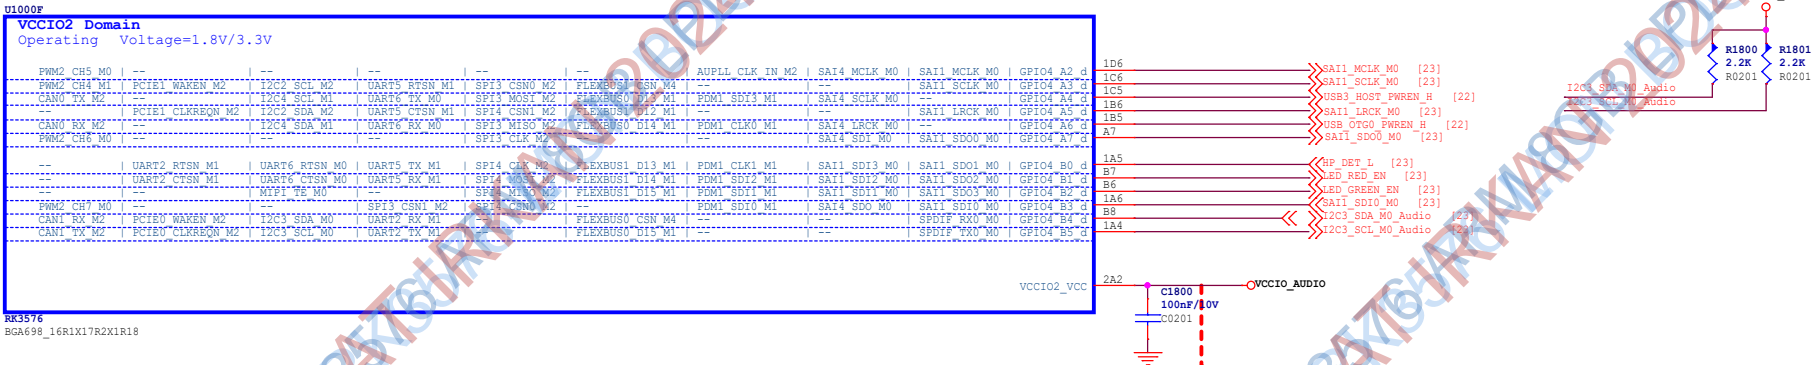 U1000F
VCCIO2 Domain
Operating Voltage=1.8V/3.3V
PWM2_CH5_M0 | -- | -- | -- | -- | -- | AUPLL_CLK_IN_M2 | SAI4_MCLK_M0 | SAI1_MCLK_M0 | GPIO4_A2_d 1D6 SAI1_MCLK_M0 [23]
PWM2_CH4_M1 | PCIE1_WAKEN_M2 | I2C2_SCL_M2 | UART5_RTSN_M1 | SPI3_CSN0_M2 | FLEXBUS1_CSN_M4 | -- | -- | SAI1_SCLK_M0 | GPIO4_A3_d 1C6 SAI1_SCLK_M0 [23]
CAN0_TX_M2 | -- | I2C4_SCL_M1 | UART6_TX_M0 | SPI3_MOSI_M2 | FLEXBUS0_D13_M1 | PDM1_SDI3_M1 | SAI4_SCLK_M0 | -- | GPIO4_A4_d 1C5 USB3_HOST_PWREN_H [22]
-- | PCIE1_CLKREQN_M2 | I2C2_SDA_M2 | UART5_CTSN_M1 | SPI4_CSN1_M2 | FLEXBUS1_D12_M1 | -- | -- | SAI1_LRCK_M0 | GPIO4_A5_d 1B6 SAI1_LRCK_M0 [23]
CAN0_RX_M2 | -- | I2C4_SDA_M1 | UART6_RX_M0 | SPI3_MISO_M2 | FLEXBUS0_D14_M1 | PDM1_CLK0_M1 | SAI4_LRCK_M0 | -- | GPIO4_A6_d 1B5 USB_OTG0_PWREN_H [22]
PWM2_CH6_M0 | -- | -- | -- | SPI3_CLK_M2 | -- | -- | SAI4_SDI_M0 | SAI1_SDO0_M0 | GPIO4_A7_d A7 SAI1_SDO0_M0 [23]
-- | UART2_RTSN_M1 | UART6_RTSN_M0 | UART5_TX_M1 | SPI4_CLK_M2 | FLEXBUS1_D13_M1 | PDM1_CLK1_M1 | SAI1_SDI3_M0 | SAI1_SDO1_M0 | GPIO4_B0_d 1A5 HP_DET_L [23]
-- | UART2_CTSN_M1 | UART6_CTSN_M0 | UART5_RX_M1 | SPI4_MOSI_M2 | FLEXBUS1_D14_M1 | PDM1_SDI2_M1 | SAI1_SDI2_M0 | SAI1_SDO2_M0 | GPIO4_B1_d B7 LED_RED_EN [23]
-- | -- | MIPI_TE_M0 | -- | SPI4_MISO_M2 | FLEXBUS1_D15_M1 | PDM1_SDI1_M1 | SAI1_SDI1_M0 | SAI1_SDO3_M0 | GPIO4_B2_d B6 LED_GREEN_EN [23]
PWM2_CH7_M0 | -- | -- | SPI3_CSN1_M2 | SPI4_CSN0_M2 | -- | PDM1_SDI0_M1 | SAI4_SDO_M0 | SAI1_SDI0_M0 | GPIO4_B3_d 1A6 SAI1_SDI0_M0 [23]
CAN1_RX_M2 | PCIE0_WAKEN_M2 | I2C3_SDA_M0 | UART2_RX_M1 | -- | FLEXBUS0_CSN_M4 | -- | -- | SPDIF_RX0_M0 | GPIO4_B4_d B8 I2C3_SDA_M0_Audio [23]
CAN1_TX_M2 | PCIE0_CLKREQN_M2 | I2C3_SCL_M0 | UART2_TX_M1 | -- | FLEXBUS0_D15_M1 | -- | -- | SPDIF_TX0_M0 | GPIO4_B5_d 1A4 I2C3_SCL_M0_Audio [23]
VCCIO2_VCC 2A2 VCCIO_AUDIO
C1800
100nF/10V
C0201
RK3576
BGA698_16R1X17R2X1R18
R1800 R1801
2.2K 2.2K
R0201 R0201
I2C3_SDA_M0_Audio
I2C3_SCL_M0_Audio